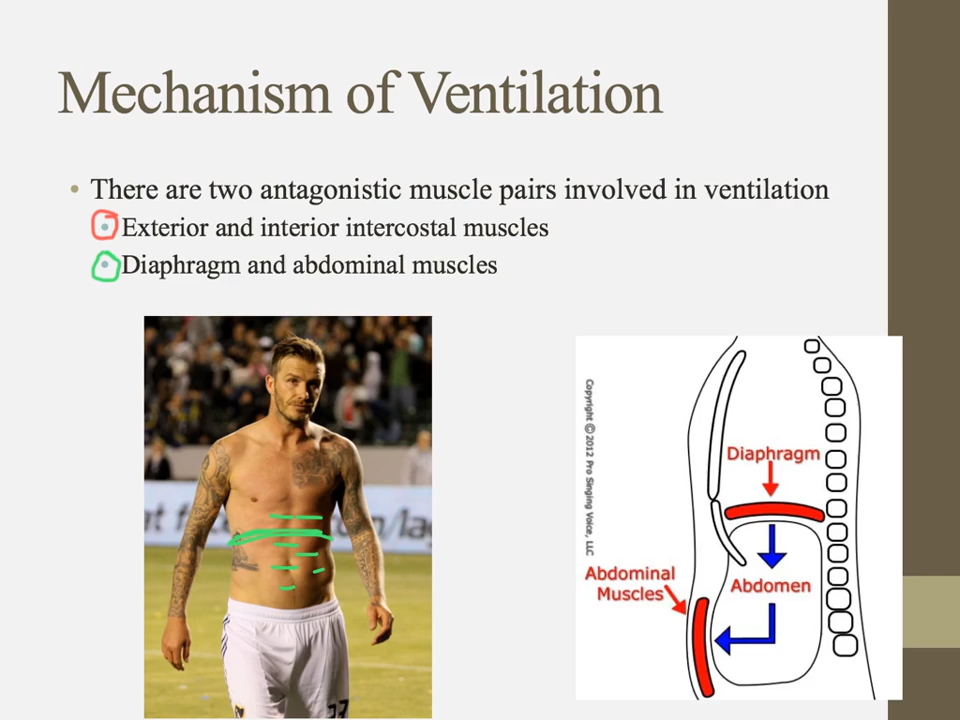 Mechanism of Ventilation
• There are two antagonistic muscle pairs involved in ventilation
• Exterior and interior intercostal muscles
• Diaphragm and abdominal muscles
Copyright © 2012 Pro Singing Voice, LLC
Diaphragm
Abdominal
Muscles
Abdomen